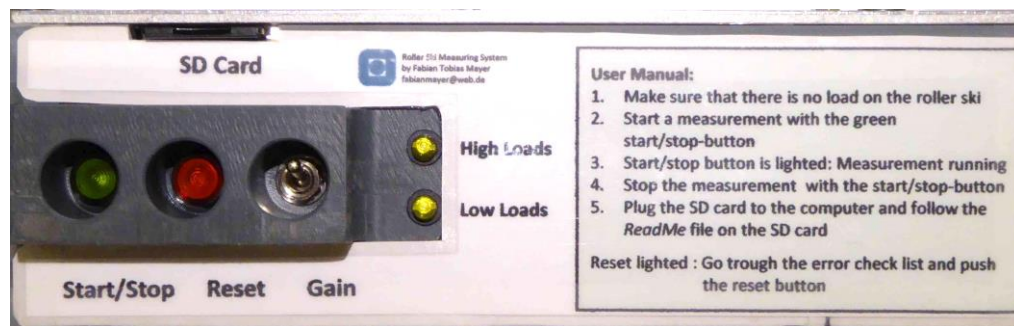 SD Card
Roller Ski Measuring System
by Fabian Tobias Mayer
fabianmayer@web.de
High Loads
Low Loads
Start/Stop Reset Gain
User Manual:
1. Make sure that there is no load on the roller ski
2. Start a measurement with the green
start/stop-button
3. Start/stop button is lighted: Measurement running
4. Stop the measurement with the start/stop-button
5. Plug the SD card to the computer and follow the
ReadMe file on the SD card
Reset lighted : Go trough the error check list and push
the reset button